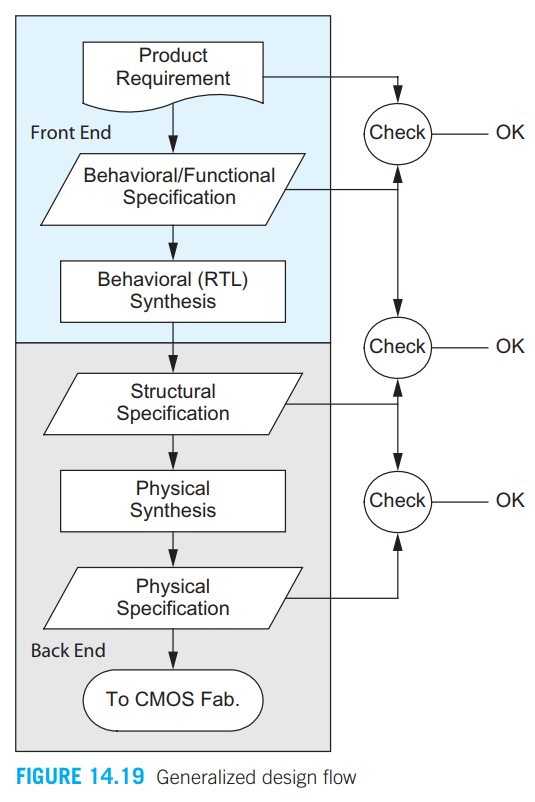 Product
Requirement
Check
OK
Front End
Behavioral/Functional
Specification
Behavioral (RTL)
Synthesis
Check
OK
Structural
Specification
Physical
Synthesis
Check
OK
Physical
Specification
Back End
To CMOS Fab.
FIGURE 14.19 Generalized design flow